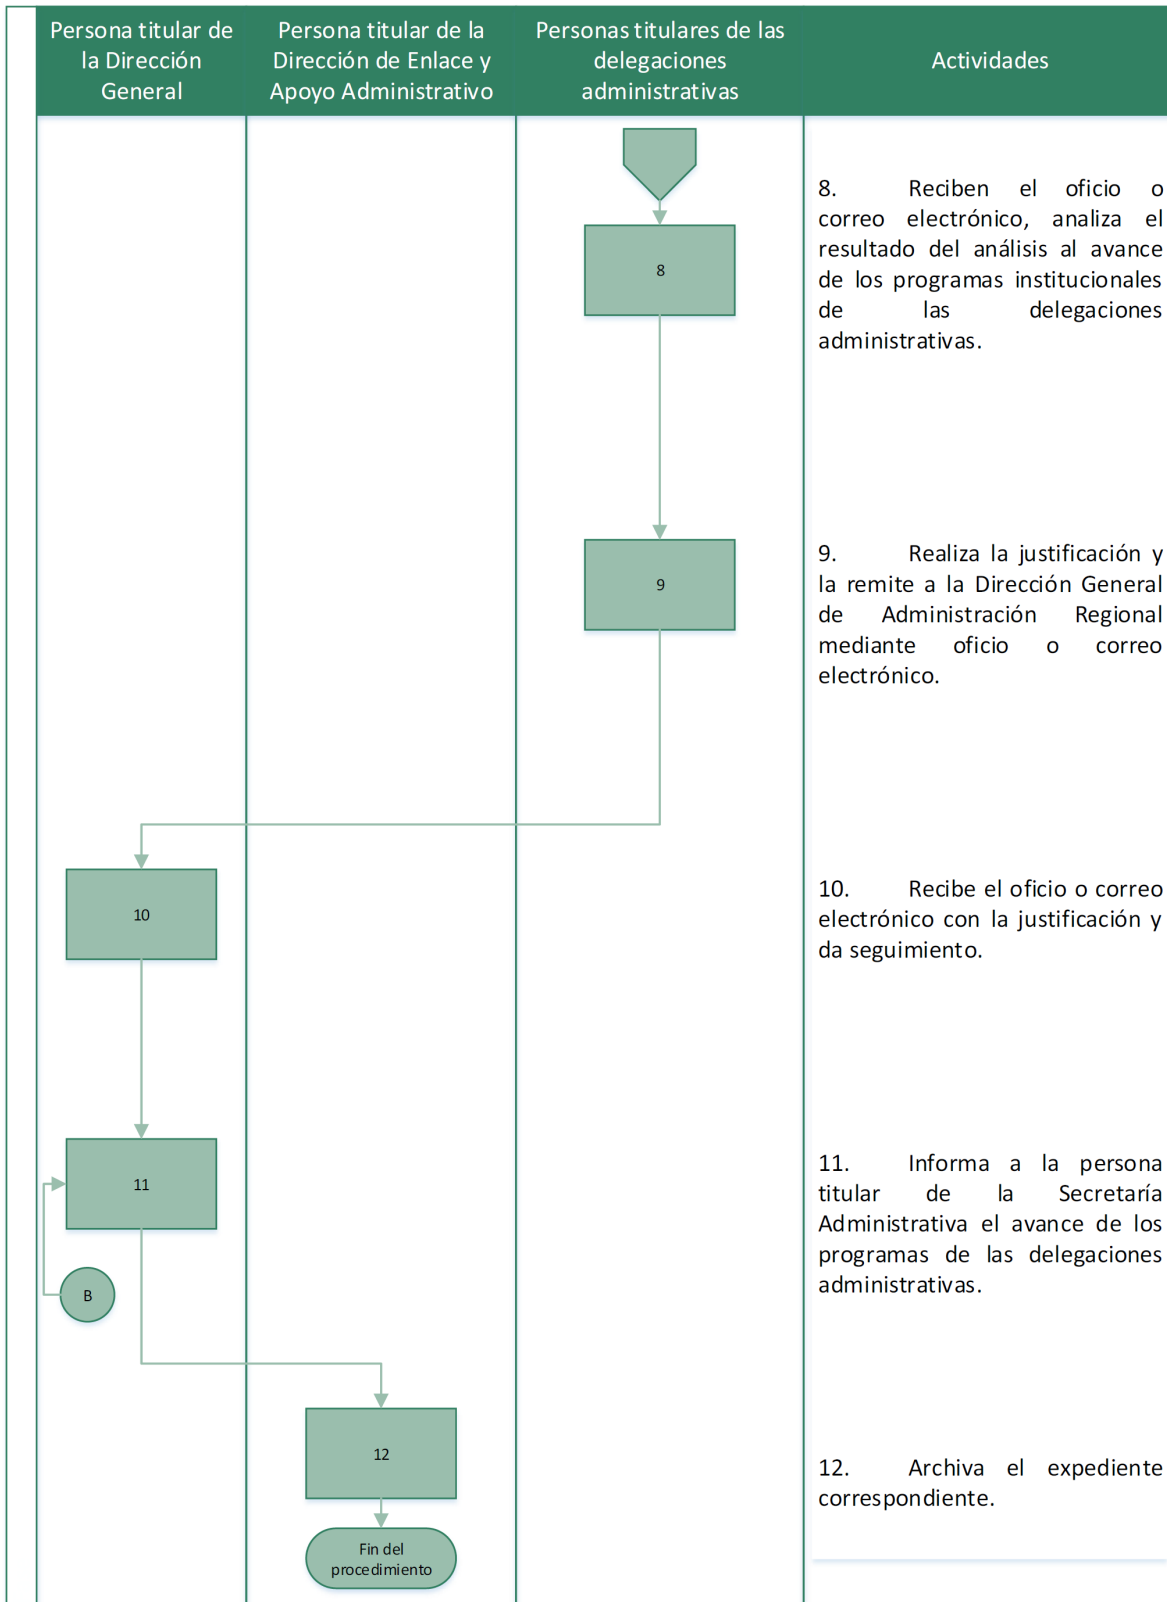 Persona titular de
la Dirección
General
Persona titular de la
Dirección de Enlace y
Apoyo Administrativo
Personas titulares de las
delegaciones
administrativas
Actividades
8
8. Reciben el oficio o
correo electrónico, analiza el
resultado del análisis al avance
de los programas institucionales
de las delegaciones
administrativas.
9
9. Realiza la justificación y
la remite a la Dirección General
de Administración Regional
mediante oficio o correo
electrónico.
10
10. Recibe el oficio o correo
electrónico con la justificación y
da seguimiento.
11
B
11. Informa a la persona
titular de la Secretaría
Administrativa el avance de los
programas de las delegaciones
administrativas.
12
12. Archiva el expediente
correspondiente.
Fin del
procedimiento